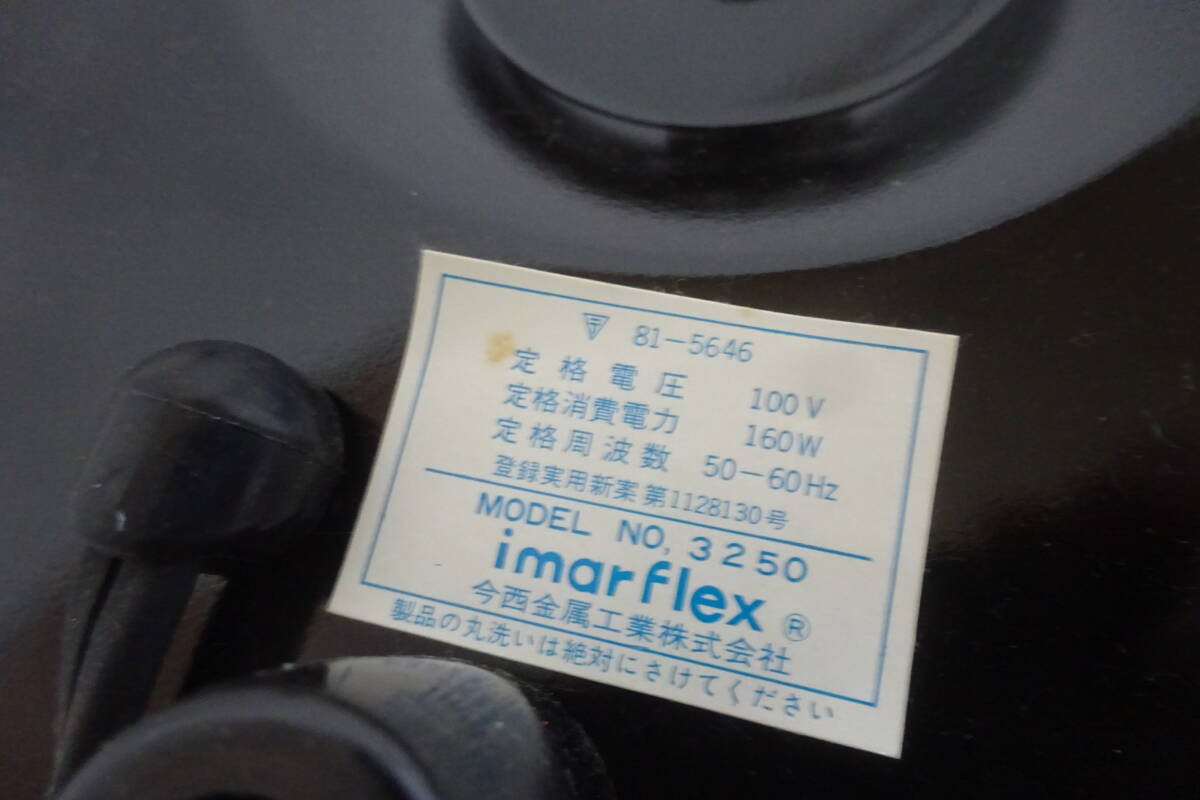 〒 81-5646
定格電圧 100V
定格消費電力 160W
定格周波数 50-60Hz
登録実用新案第1128130号
MODEL NO, 3250
imarflex ®
今西金属工業株式会社
製品の丸洗いは絶対にさけてください